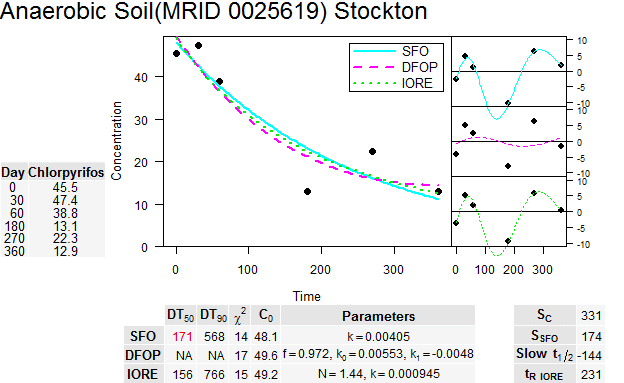 Anaerobic Soil(MRID 0025619) Stockton
SFO
DFOP
IORE
Concentration
40
30
20
10
0
0
100
200
300
Time
10
5
0
-5
-10
10
5
0
-5
-10
10
5
0
-5
-10
0 100 200 300
Day Chlorpyrifos
0 45.5
30 47.4
60 38.8
180 13.1
270 22.3
360 12.9
DT50 DT90 χ2 C0 Parameters
SFO 171 568 14 48.1 k=0.00405
DFOP NA NA 17 49.6 f=0.972, k0=0.00553, k1=-0.0048
IORE 156 766 15 49.2 N=1.44, k=0.000945
SC 331
SSFO 174
Slow t1/2 -144
tR IORE 231